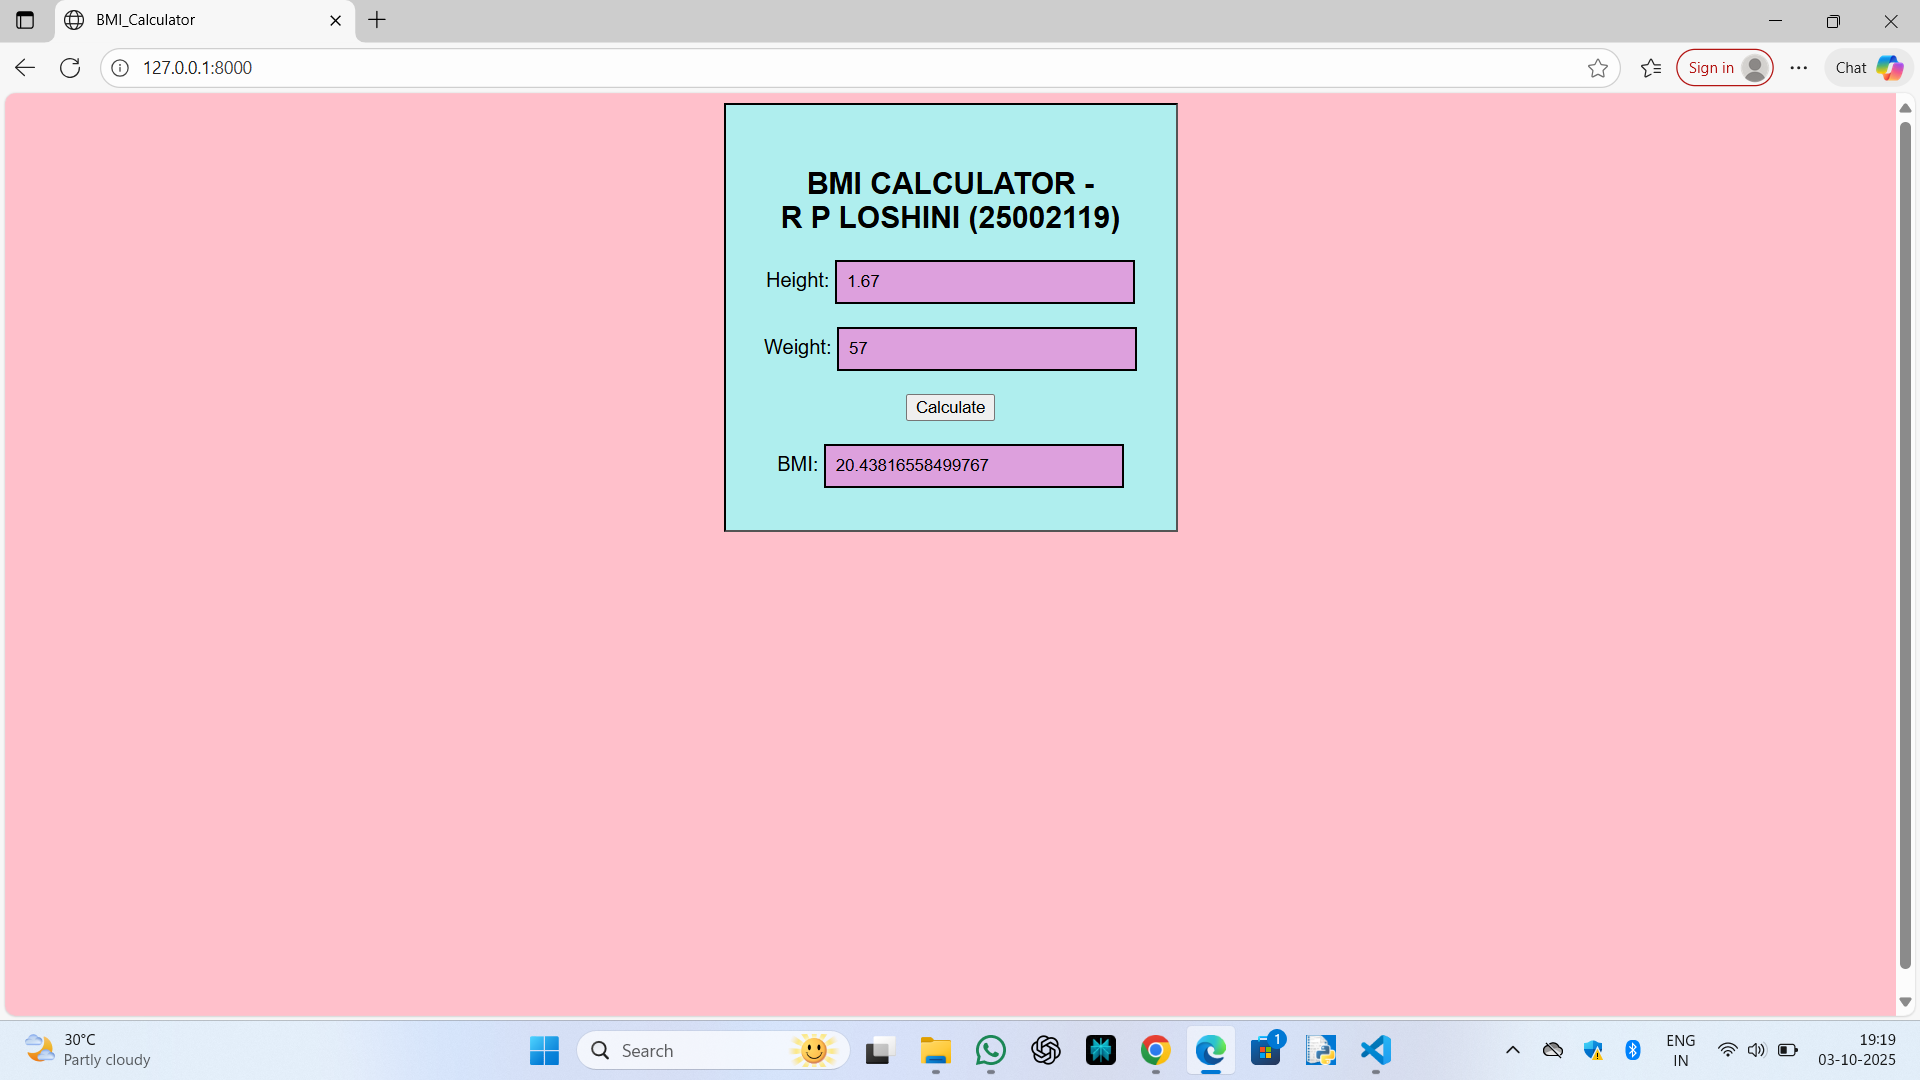 BMI_Calculator
127.0.0.1:8000
Sign in
Chat
BMI CALCULATOR -
R P LOSHINI (25002119)
Height: 1.67
Weight: 57
Calculate
BMI: 20.43816558499767
30°C
Partly cloudy
Search
1
ENG
IN
19:19
03-10-2025